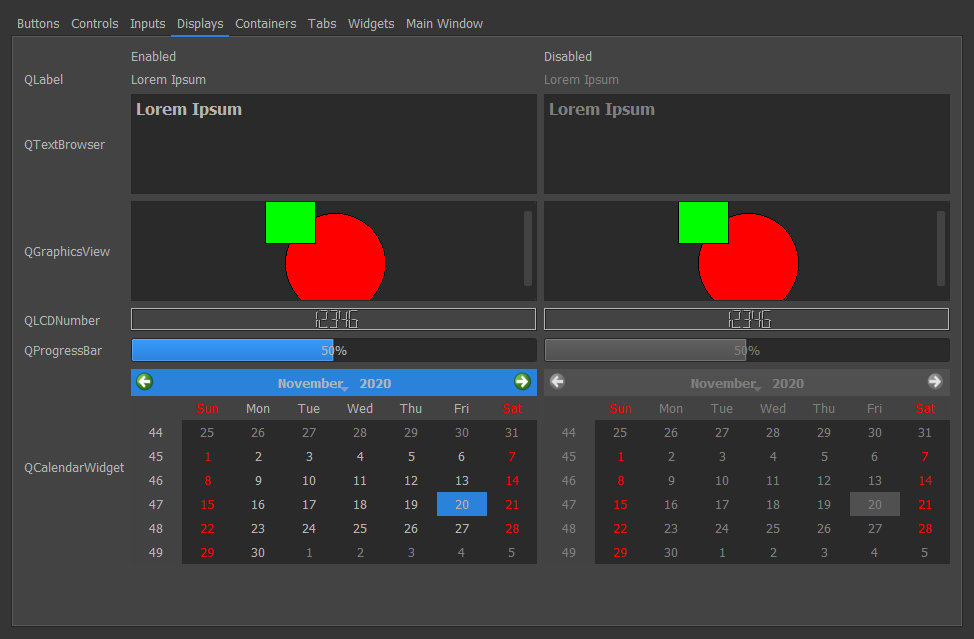 Buttons Controls Inputs Displays Containers Tabs Widgets Main Window
Enabled Disabled
QLabel Lorem Ipsum Lorem Ipsum
QTextBrowser Lorem Ipsum Lorem Ipsum
QGraphicsView
QLCDNumber 1234G 1234G
QProgressBar 50% 50%
QCalendarWidget
November 2020 November 2020
Sun Mon Tue Wed Thu Fri Sat Sun Mon Tue Wed Thu Fri Sat
44 25 26 27 28 29 30 31 44 25 26 27 28 29 30 31
45 1 2 3 4 5 6 7 45 1 2 3 4 5 6 7
46 8 9 10 11 12 13 14 46 8 9 10 11 12 13 14
47 15 16 17 18 19 20 21 47 15 16 17 18 19 20 21
48 22 23 24 25 26 27 28 48 22 23 24 25 26 27 28
49 29 30 1 2 3 4 5 49 29 30 1 2 3 4 5